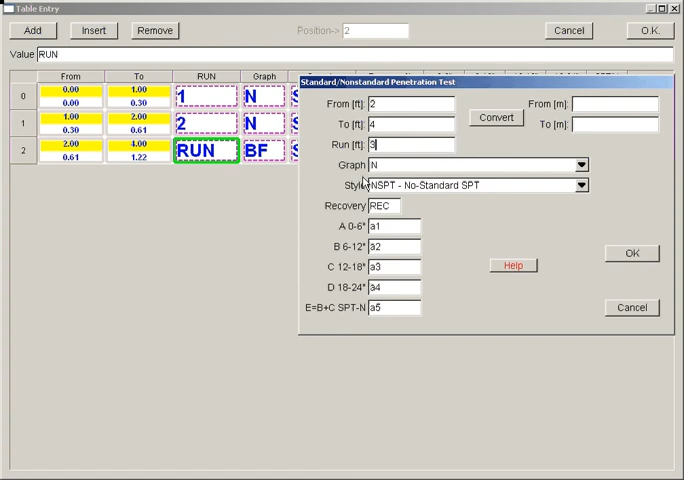 Table Entry
Add Insert Remove Position-> 2 Cancel O.K.
Value RUN
From To RUN Graph
0 0.00 1.00 1 N
0.00 0.30
1 1.00 2.00 2 N
0.30 0.61
2 2.00 4.00 RUN BF
0.61 1.22
Standard/Nonstandard Penetration Test
From [ft]: 2 From [m]:
To [ft]: 4 Convert To [m]:
Run [ft]: 3
Graph N
Style NSPT - No-Standard SPT
Recovery REC
A 0-6" a1
B 6-12" a2 OK
C 12-18" a3 Help
D 18-24" a4
E=B+C SPT-N a5 Cancel